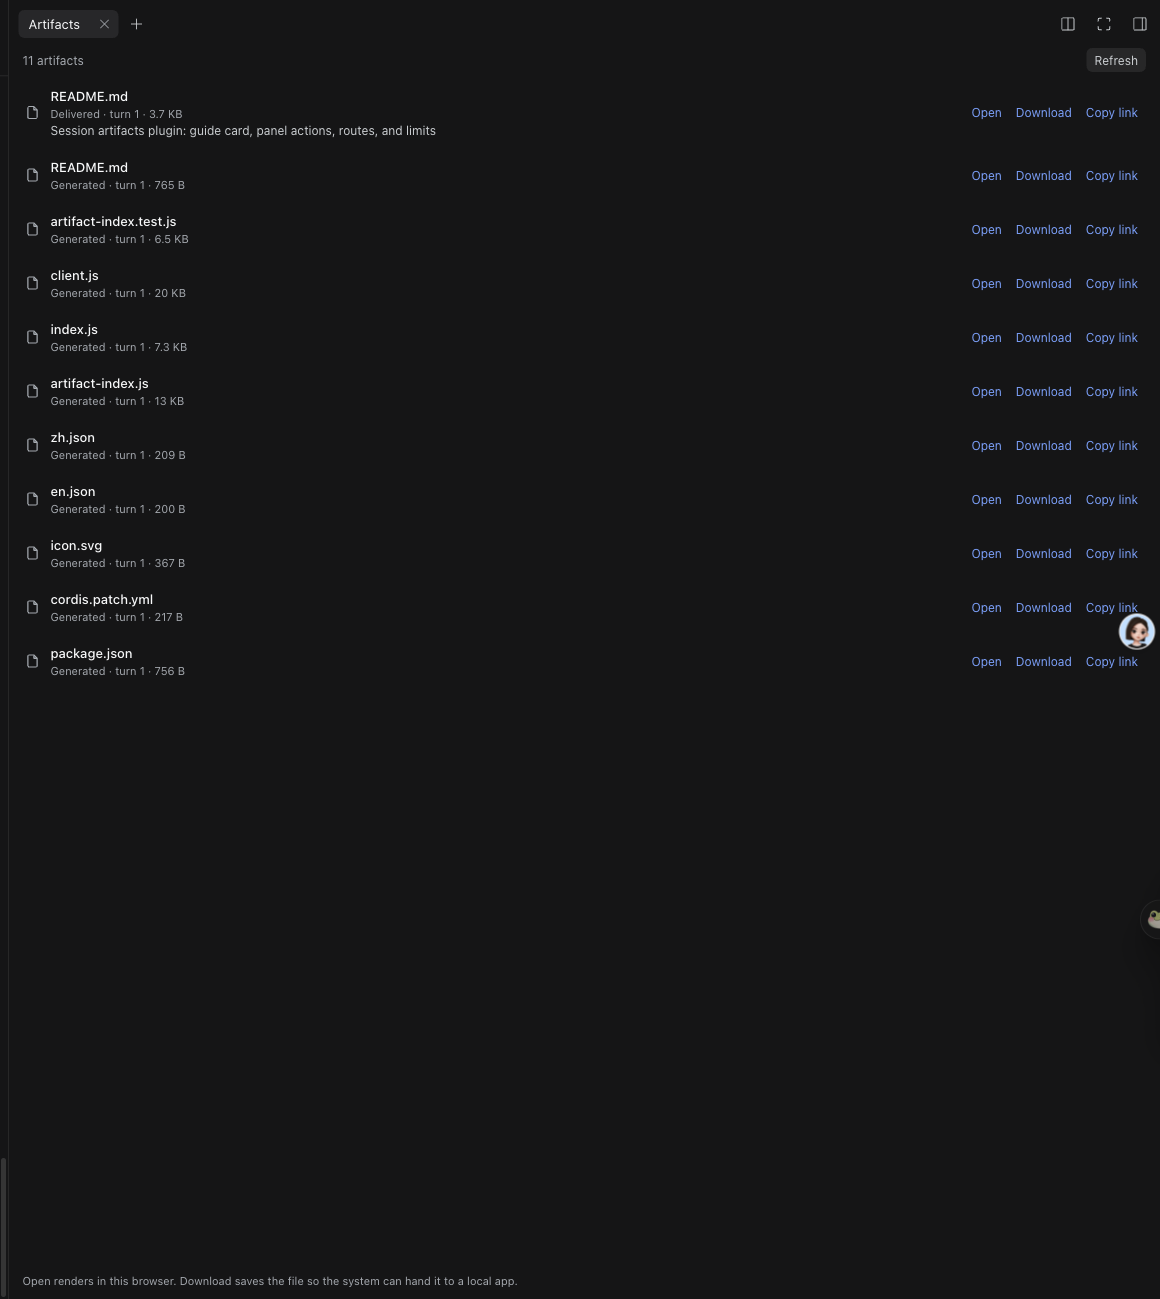 Artifacts
11 artifacts
Refresh
README.md
Delivered · turn 1 · 3.7 KB
Session artifacts plugin: guide card, panel actions, routes, and limits
Open Download Copy link
README.md
Generated · turn 1 · 765 B
Open Download Copy link
artifact-index.test.js
Generated · turn 1 · 6.5 KB
Open Download Copy link
client.js
Generated · turn 1 · 20 KB
Open Download Copy link
index.js
Generated · turn 1 · 7.3 KB
Open Download Copy link
artifact-index.js
Generated · turn 1 · 13 KB
Open Download Copy link
zh.json
Generated · turn 1 · 209 B
Open Download Copy link
en.json
Generated · turn 1 · 200 B
Open Download Copy link
icon.svg
Generated · turn 1 · 367 B
Open Download Copy link
cordis.patch.yml
Generated · turn 1 · 217 B
Open Download Copy link
package.json
Generated · turn 1 · 756 B
Open Download Copy link
Open renders in this browser. Download saves the file so the system can hand it to a local app.